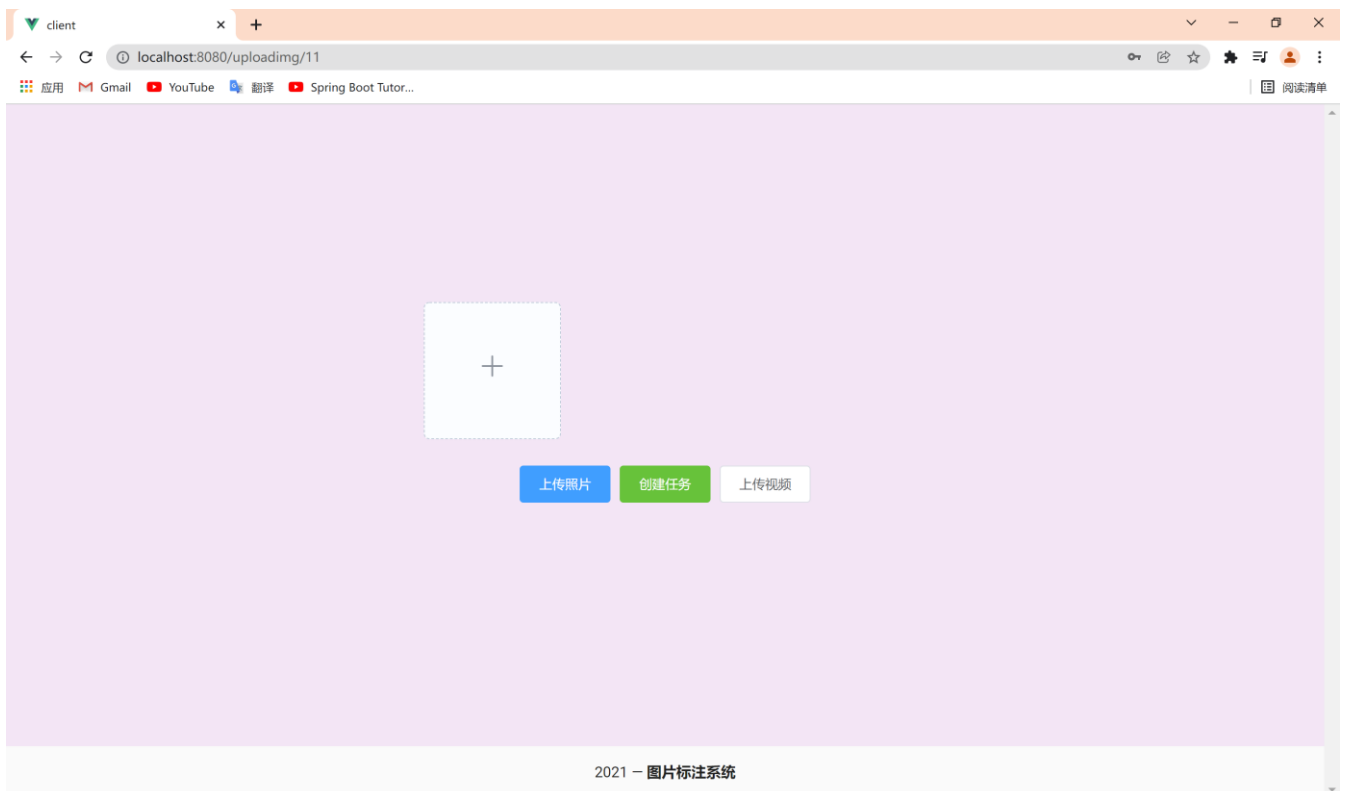 client
localhost:8080/uploadimg/11
应用 Gmail YouTube 翻译 Spring Boot Tutor... 阅读清单
上传照片 创建任务 上传视频
2021 — 图片标注系统